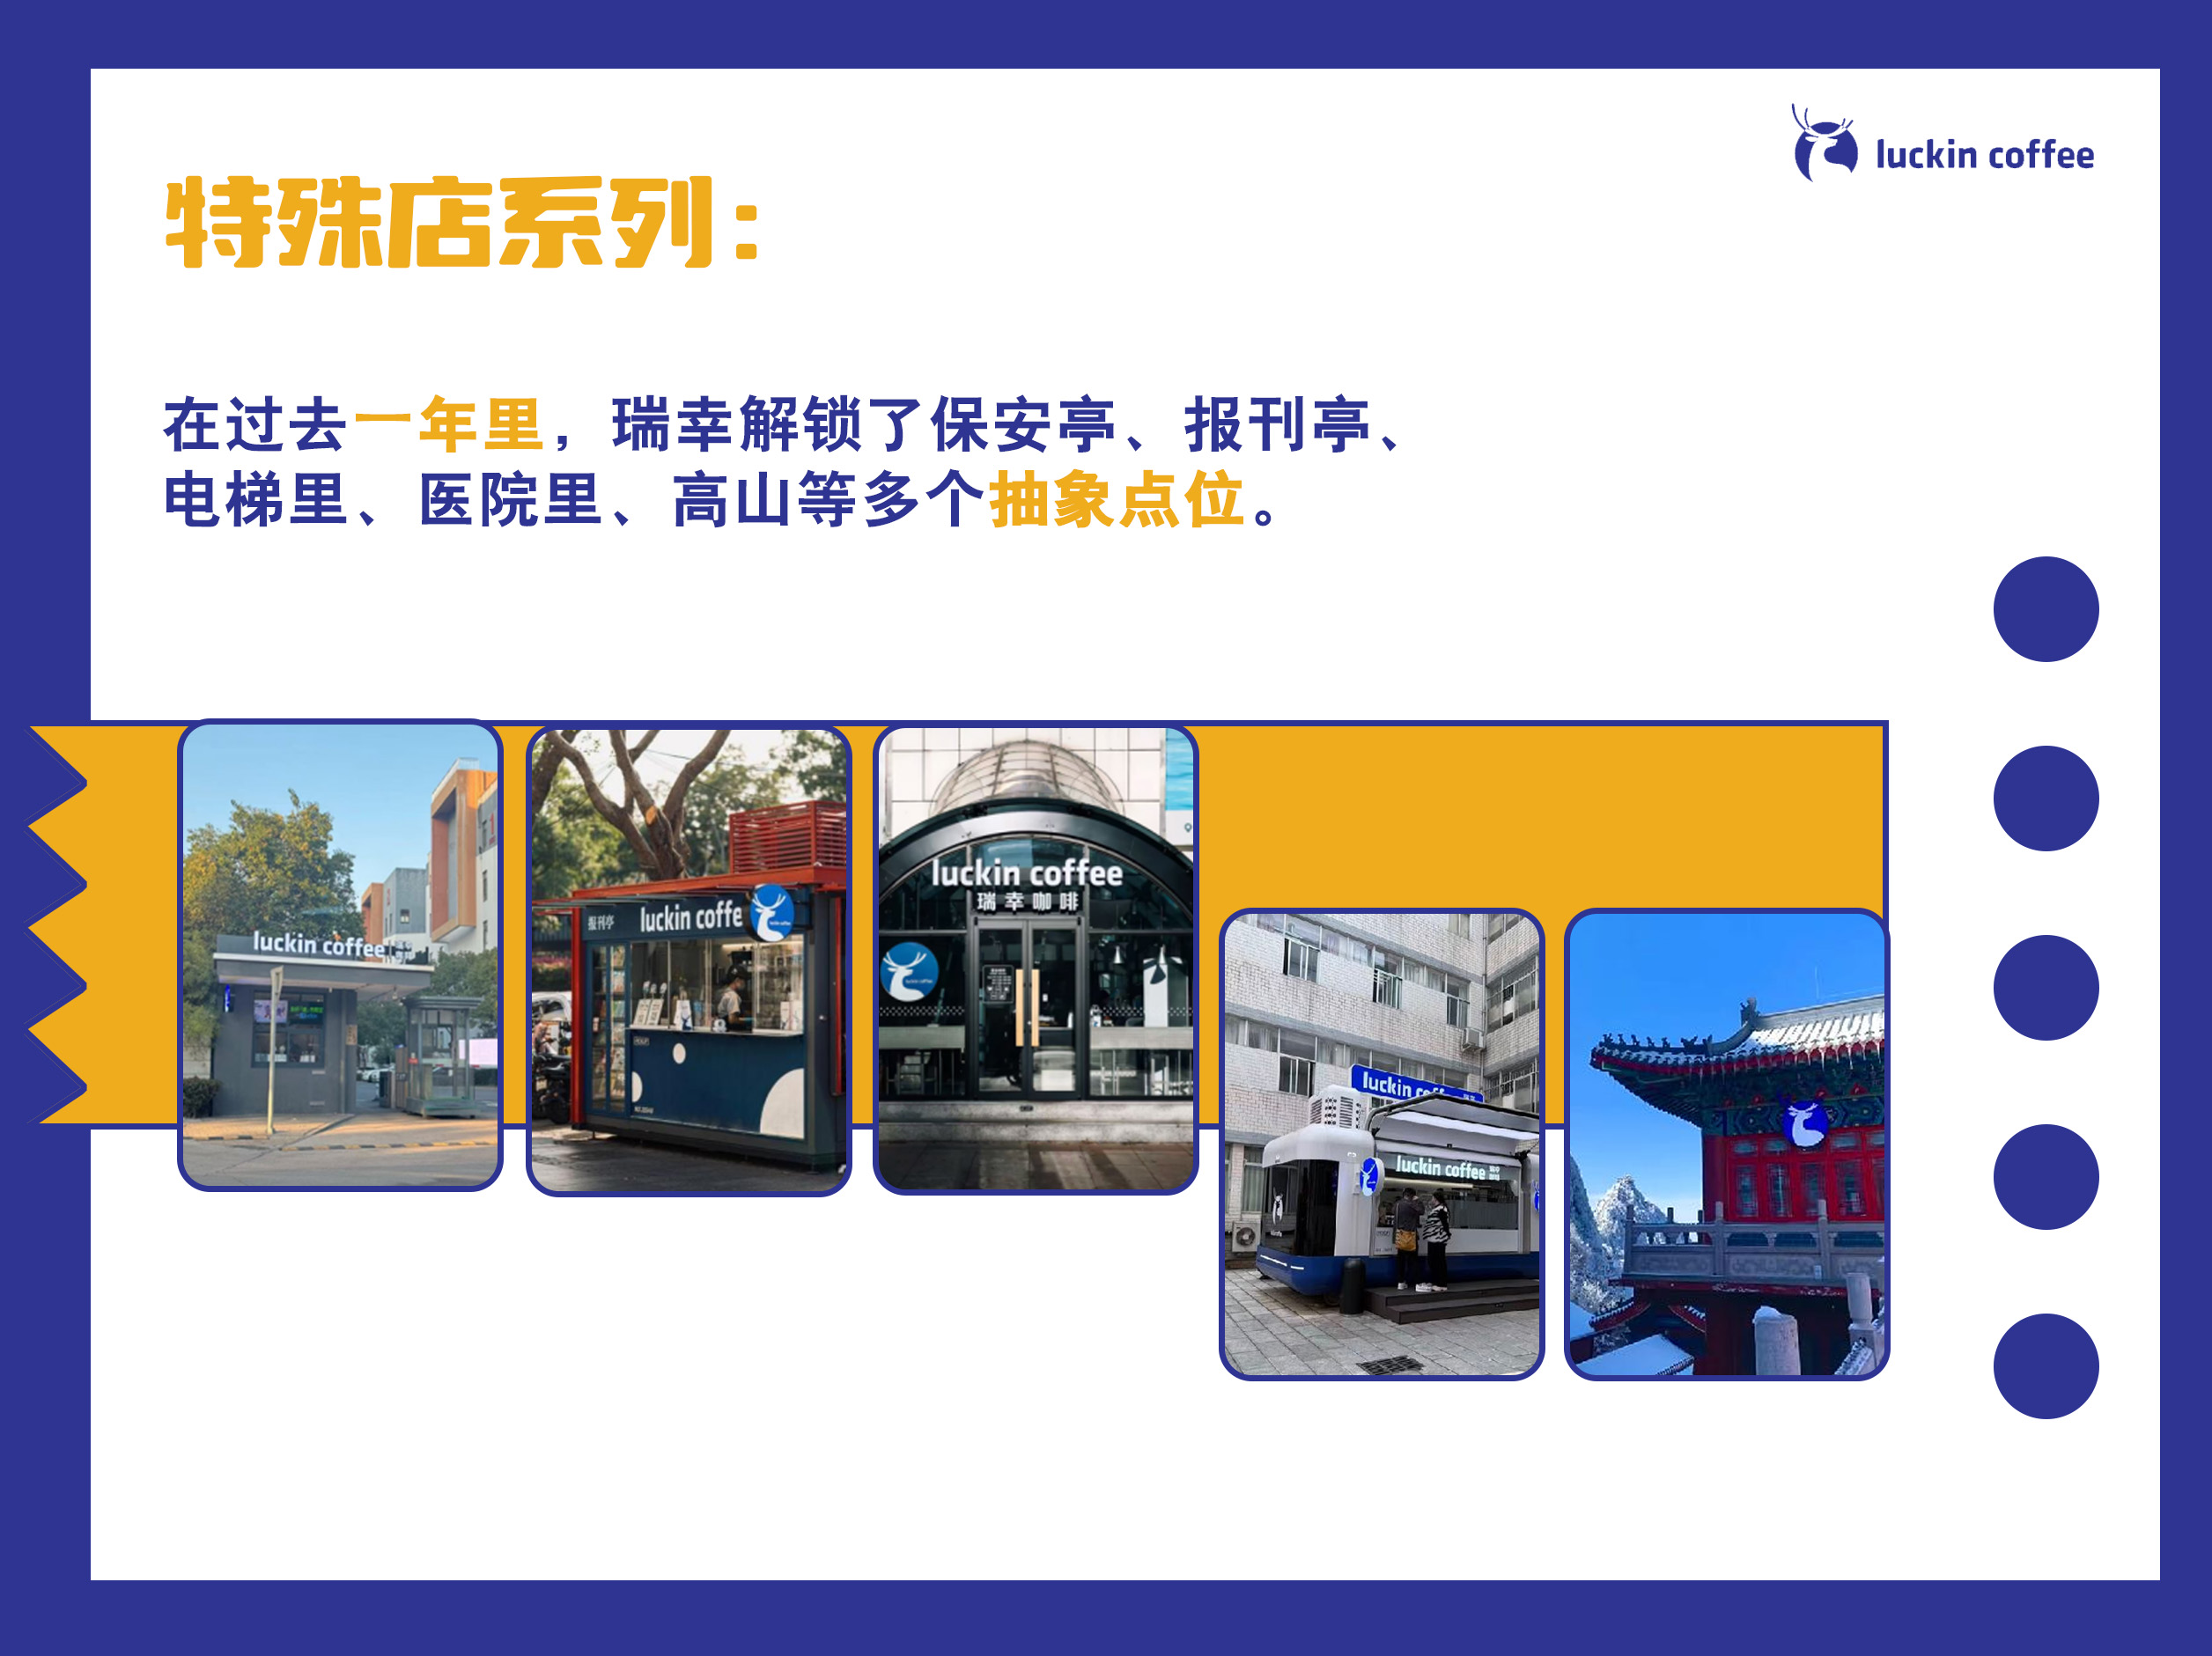 luckin coffee
特殊店系列：
在过去一年里，瑞幸解锁了保安亭、报刊亭、
电梯里、医院里、高山等多个抽象点位。
luckin coffee
报刊亭
luckin coffe
luckin coffee
瑞幸咖啡
luckin coffee